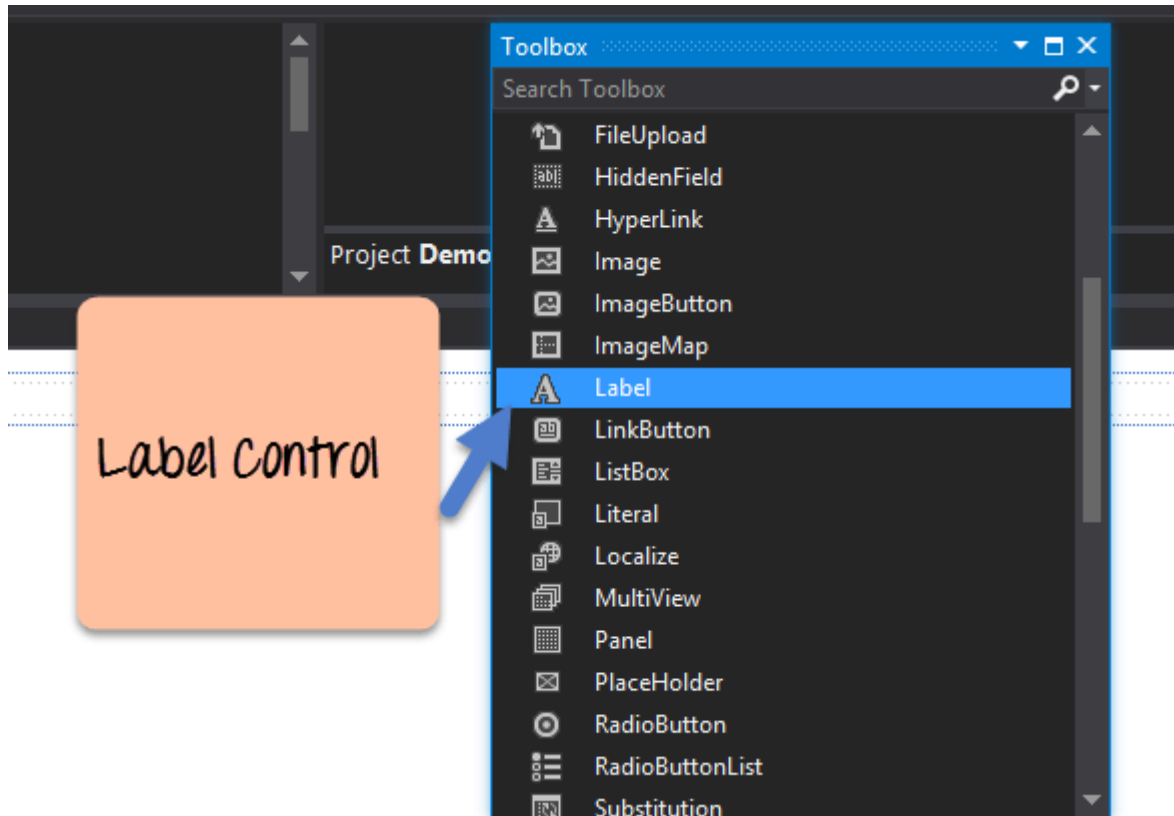 Toolbox
Search Toolbox
FileUpload
HiddenField
HyperLink
Project Demo
Image
ImageButton
ImageMap
Label
LinkButton
Label Control
ListBox
Literal
Localize
MultiView
Panel
PlaceHolder
RadioButton
RadioButtonList
Substitution